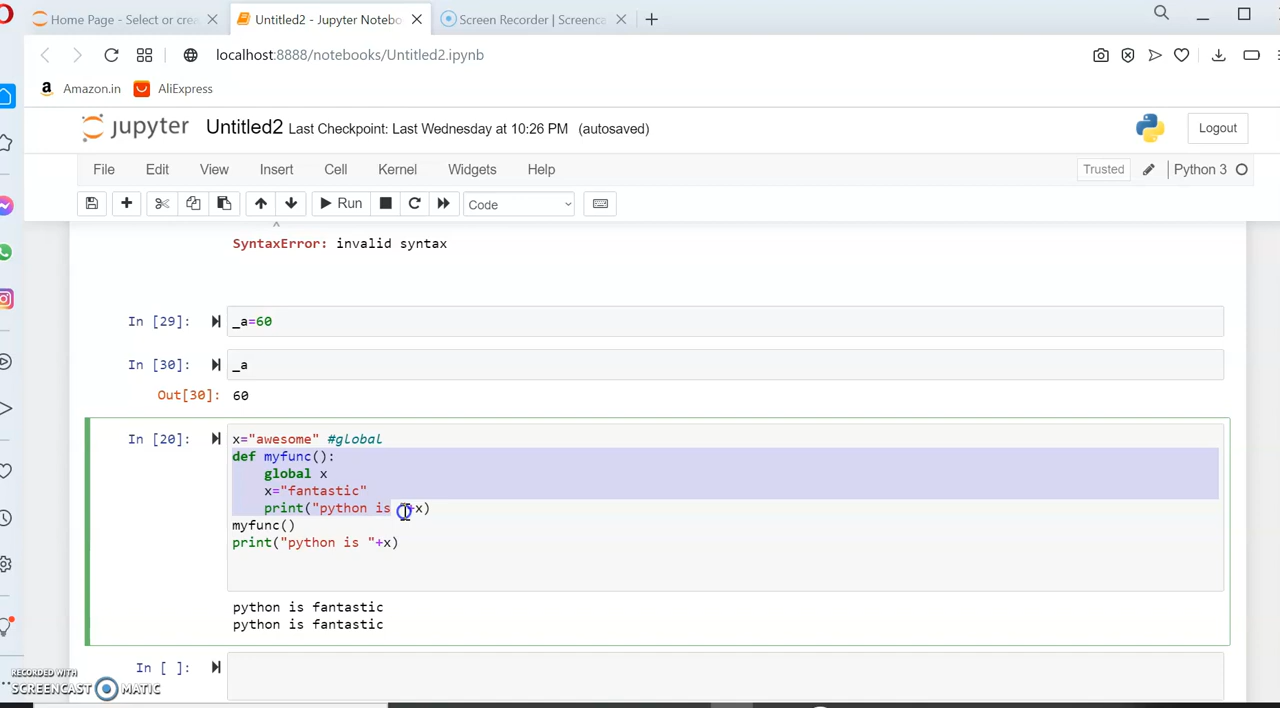 Home Page - Select or cre
Untitled2 - Jupyter Notebo
Screen Recorder | Screenca
localhost:8888/notebooks/Untitled2.ipynb
Amazon.in
AliExpress
jupyter Untitled2 Last Checkpoint: Last Wednesday at 10:26 PM (autosaved)
Logout
File Edit View Insert Cell Kernel Widgets Help
Trusted
Python 3
Run
Code
^
SyntaxError: invalid syntax
In [29]: _a=60
In [30]: _a
Out[30]: 60
In [20]: x="awesome" #global
def myfunc():
    global x
    x="fantastic"
    print("python is "+x)
myfunc()
print("python is "+x)
python is fantastic
python is fantastic
In [ ]:
RECORDED WITH
SCREENCAST MATIC